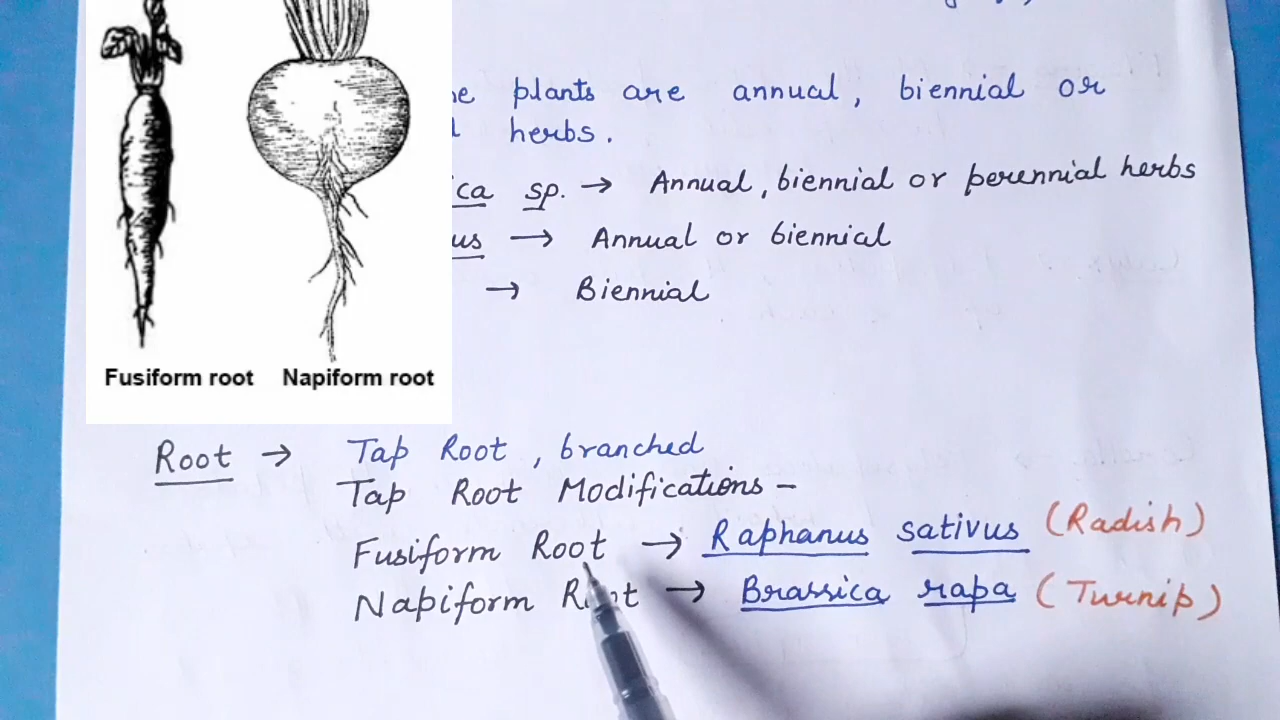 plants are annual, biennial or
herbs.
sp. → Annual, biennial or perennial herbs
→ Annual or biennial
→ Biennial
Fusiform root Napiform root
Root → Tap Root, branched
Tap Root Modifications -
Fusiform Root → Raphanus sativus (Radish)
Napiform Root → Brassica rapa (Turnip)